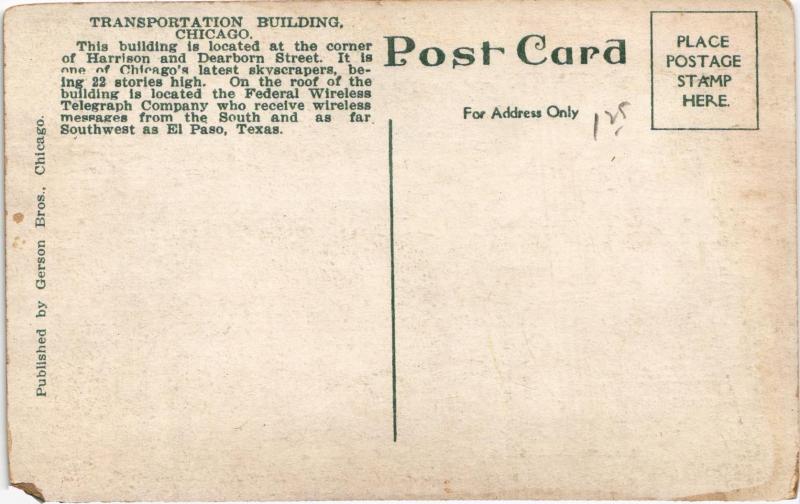 TRANSPORTATION BUILDING,
CHICAGO.
This building is located at the corner
of Harrison and Dearborn Street. It is
one of Chicago's latest skyscrapers, be-
ing 22 stories high. On the roof of the
building is located the Federal Wireless
Telegraph Company who receive wireless
messages from the South and as far
Southwest as El Paso, Texas.
Post Card
For Address Only
125
PLACE
POSTAGE
STAMP
HERE.
Published by Gerson Bros., Chicago.